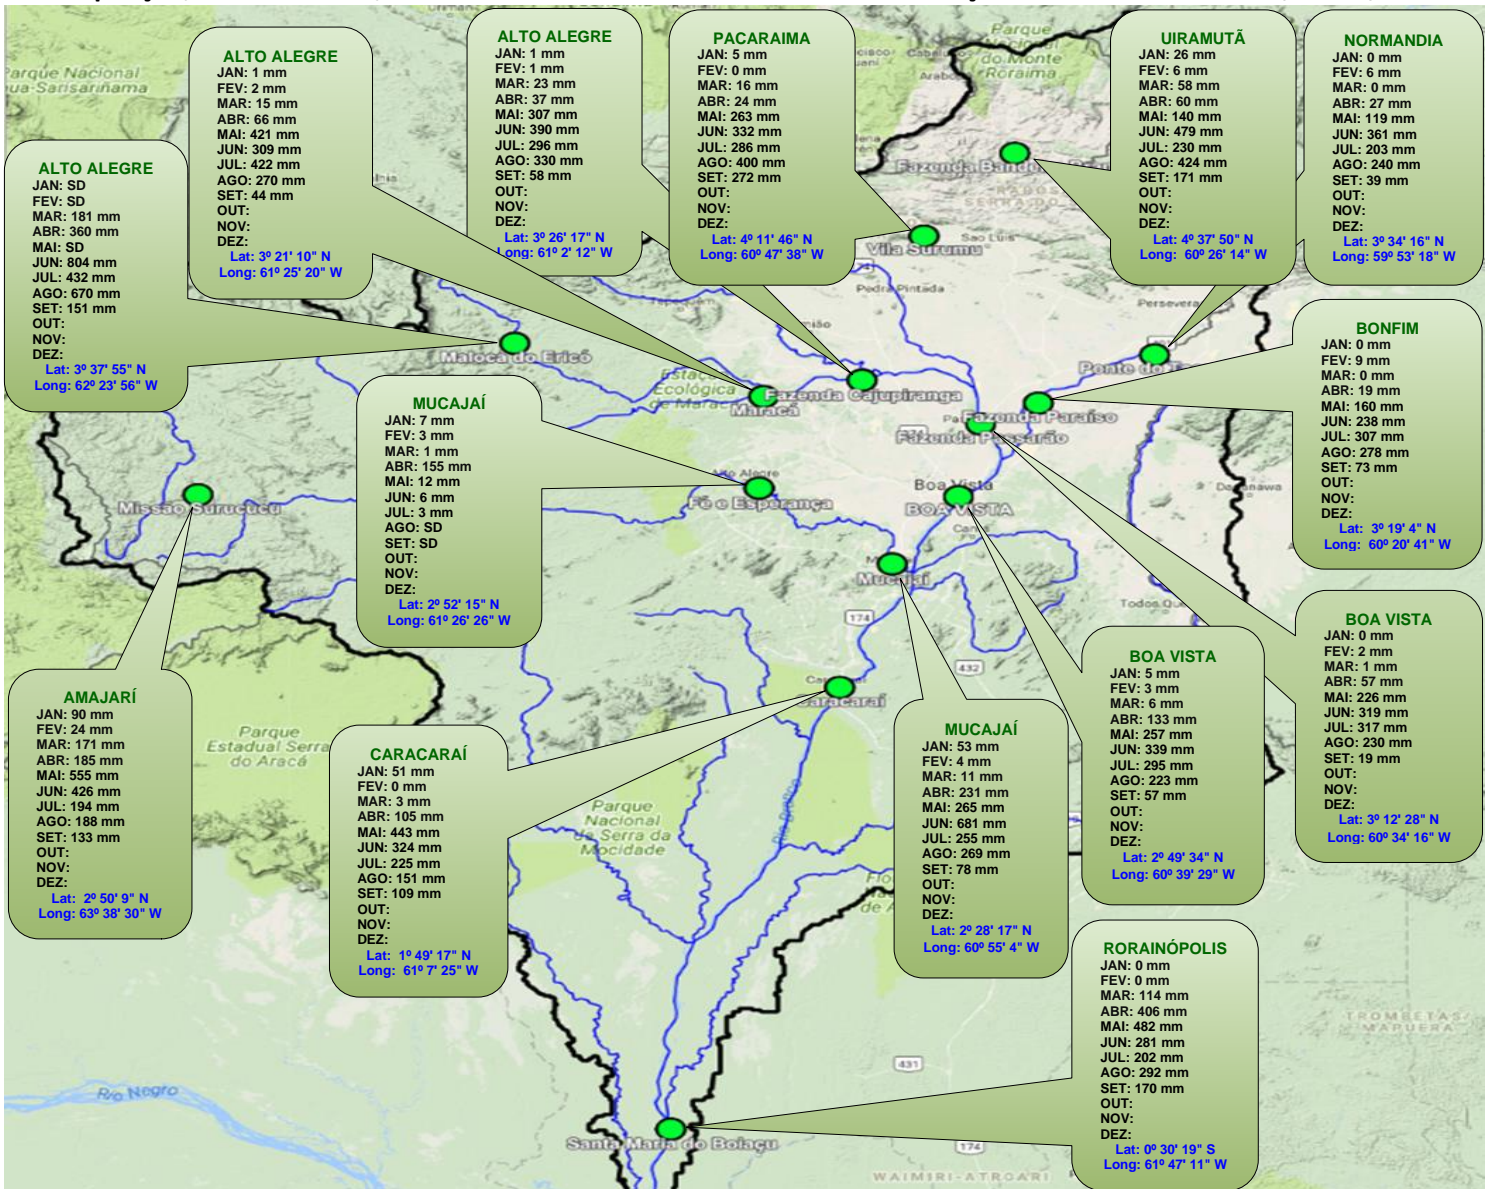 ALTO ALEGRE
JAN: SD
FEV: SD
MAR: 181 mm
ABR: 360 mm
MAI: SD
JUN: 804 mm
JUL: 432 mm
AGO: 670 mm
SET: 151 mm
OUT:
NOV:
DEZ:
Lat: 3º 37' 55" N
Long: 62º 23' 56" W
ALTO ALEGRE
JAN: 1 mm
FEV: 2 mm
MAR: 15 mm
ABR: 66 mm
MAI: 421 mm
JUN: 309 mm
JUL: 422 mm
AGO: 270 mm
SET: 44 mm
OUT:
NOV:
DEZ:
Lat: 3º 21' 10" N
Long: 61º 25' 20" W
ALTO ALEGRE
JAN: 1 mm
FEV: 1 mm
MAR: 23 mm
ABR: 37 mm
MAI: 307 mm
JUN: 390 mm
JUL: 296 mm
AGO: 330 mm
SET: 58 mm
OUT:
NOV:
DEZ:
Lat: 3º 26' 17" N
Long: 61º 2' 12" W
PACARAIMA
JAN: 5 mm
FEV: 0 mm
MAR: 16 mm
ABR: 24 mm
MAI: 263 mm
JUN: 332 mm
JUL: 286 mm
AGO: 400 mm
SET: 272 mm
OUT:
NOV:
DEZ:
Lat: 4º 11' 46" N
Long: 60º 47' 38" W
UIRAMUTÃ
JAN: 26 mm
FEV: 6 mm
MAR: 58 mm
ABR: 60 mm
MAI: 140 mm
JUN: 479 mm
JUL: 230 mm
AGO: 424 mm
SET: 171 mm
OUT:
NOV:
DEZ:
Lat: 4º 37' 50" N
Long: 60º 26' 14" W
NORMANDIA
JAN: 0 mm
FEV: 6 mm
MAR: 0 mm
ABR: 27 mm
MAI: 119 mm
JUN: 361 mm
JUL: 203 mm
AGO: 240 mm
SET: 39 mm
OUT:
NOV:
DEZ:
Lat: 3º 34' 16" N
Long: 59º 53' 18" W
BONFIM
JAN: 0 mm
FEV: 9 mm
MAR: 0 mm
ABR: 19 mm
MAI: 160 mm
JUN: 238 mm
JUL: 307 mm
AGO: 278 mm
SET: 73 mm
OUT:
NOV:
DEZ:
Lat: 3º 19' 4" N
Long: 60º 20' 41" W
MUCAJAÍ
JAN: 7 mm
FEV: 3 mm
MAR: 1 mm
ABR: 155 mm
MAI: 12 mm
JUN: 6 mm
JUL: 3 mm
AGO: SD
SET: SD
OUT:
NOV:
DEZ:
Lat: 2º 52' 15" N
Long: 61º 26' 26" W
BOA VISTA
JAN: 0 mm
FEV: 2 mm
MAR: 1 mm
ABR: 57 mm
MAI: 226 mm
JUN: 319 mm
JUL: 317 mm
AGO: 230 mm
SET: 19 mm
OUT:
NOV:
DEZ:
Lat: 3º 12' 28" N
Long: 60º 34' 16" W
BOA VISTA
JAN: 5 mm
FEV: 3 mm
MAR: 6 mm
ABR: 133 mm
MAI: 257 mm
JUN: 339 mm
JUL: 295 mm
AGO: 223 mm
SET: 57 mm
OUT:
NOV:
DEZ:
Lat: 2º 49' 34" N
Long: 60º 39' 29" W
AMAJARÍ
JAN: 90 mm
FEV: 24 mm
MAR: 171 mm
ABR: 185 mm
MAI: 555 mm
JUN: 426 mm
JUL: 194 mm
AGO: 188 mm
SET: 133 mm
OUT:
NOV:
DEZ:
Lat: 2º 50' 9" N
Long: 63º 38' 30" W
CARACARAÍ
JAN: 51 mm
FEV: 0 mm
MAR: 3 mm
ABR: 105 mm
MAI: 443 mm
JUN: 324 mm
JUL: 225 mm
AGO: 151 mm
SET: 109 mm
OUT:
NOV:
DEZ:
Lat: 1º 49' 17" N
Long: 61º 7' 25" W
MUCAJAÍ
JAN: 53 mm
FEV: 4 mm
MAR: 11 mm
ABR: 231 mm
MAI: 265 mm
JUN: 681 mm
JUL: 255 mm
AGO: 269 mm
SET: 78 mm
OUT:
NOV:
DEZ:
Lat: 2º 28' 17" N
Long: 60º 55' 4" W
RORAINÓPOLIS
JAN: 0 mm
FEV: 0 mm
MAR: 114 mm
ABR: 406 mm
MAI: 482 mm
JUN: 281 mm
JUL: 202 mm
AGO: 292 mm
SET: 170 mm
OUT:
NOV:
DEZ:
Lat: 0º 30' 19" S
Long: 61º 47' 11" W
Parque Nacional
do Monte
Roraima
Fazenda
Vila Surumu
São Luís
Pedra Pintada
Maloca do Ericó
Ecológica
Maracá
Fazenda Cajupiranga
Ponte do
Fazenda Paraíso
Fazenda Passarão
Missão Surucucu
Alto Alegre
Fé e Esperança
Boa Vista
BOA VISTA
Mucajaí
174
432
Caracaraí
Parque
Estadual Serra
do Aracá
Parque
Nacional
da Serra da
Mocidade
Rio Branco
Rio Negro
431
174
Santa Maria do Boiaçu
TROMBETAS/
MAPUERA
WAIMIRI-ATROARI